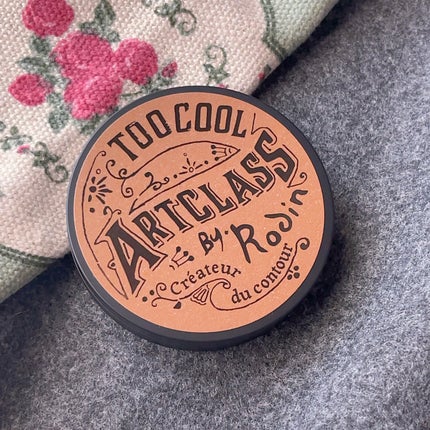 TOO COOL
ARTCLASS
By Rodin
Créateur
du contour